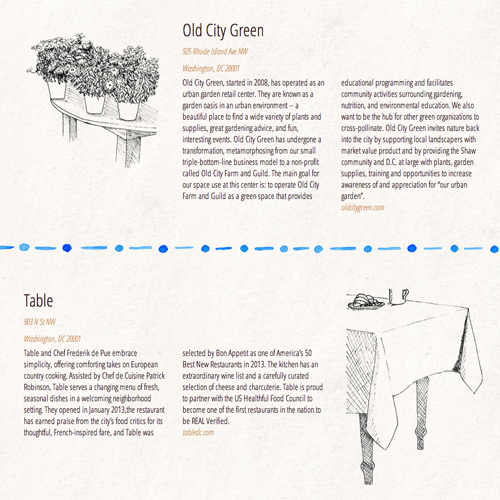 Old City Green
925 Rhode Island Ave NW
Washington, DC 20001
Old City Green, started in 2008, has operated as an
urban garden retail center. They are known as a
garden oasis in an urban environment – a
beautiful place to find a wide variety of plants and
supplies, great gardening advice, and fun,
interesting events. Old City Green has undergone a
transformation, metamorphosing from our small
triple-bottom-line business model to a non-profit
called Old City Farm and Guild. The main goal for
our space use at this center is: to operate Old City
Farm and Guild as a green space that provides
educational programming and facilitates
community activities surrounding gardening,
nutrition, and environmental education. We also
want to be the hub for other green organizations to
cross-pollinate. Old City Green invites nature back
into the city by supporting local landscapers with
market value product and by providing the Shaw
community and D.C. at large with plants, garden
supplies, training and opportunities to increase
awareness of and appreciation for "our urban
garden".
oldcitygreen.com
Table
903 N St NW
Washington, DC 20001
Table and Chef Frederik de Pue embrace
simplicity, offering comforting takes on European
country cooking. Assisted by Chef de Cuisine Patrick
Robinson, Table serves a changing menu of fresh,
seasonal dishes in a welcoming neighborhood
setting. They opened in January 2013,the restaurant
has earned praise from the city's food critics for its
thoughtful, French-inspired fare, and Table was
selected by Bon Appetit as one of America's 50
Best New Restaurants in 2013. The kitchen has an
extraordinary wine list and a carefully curated
selection of cheese and charcuterie. Table is proud
to partner with the US Healthful Food Council to
become one of the first restaurants in the nation to
be REAL Verified.
tabledc.com